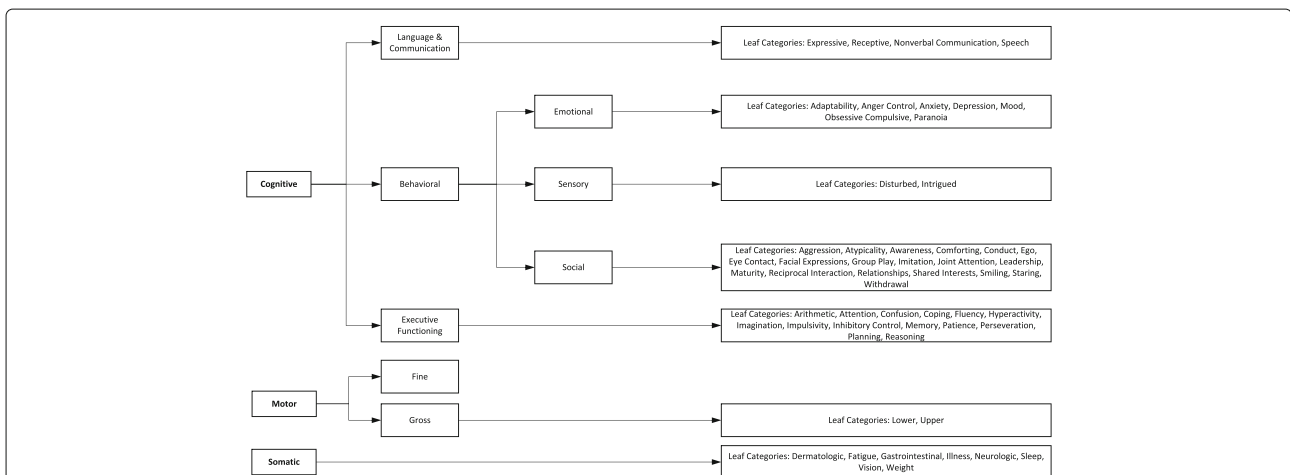 Language &
Communication
Leaf Categories: Expressive, Receptive, Nonverbal Communication, Speech
Emotional
Leaf Categories: Adaptability, Anger Control, Anxiety, Depression, Mood,
Obsessive Compulsive, Paranoia
Cognitive
Behavioral
Sensory
Leaf Categories: Disturbed, Intrigued
Social
Leaf Categories: Aggression, Atypicality, Awareness, Comforting, Conduct, Ego,
Eye Contact, Facial Expressions, Group Play, Imitation, Joint Attention, Leadership,
Maturity, Reciprocal Interaction, Relationships, Shared Interests, Smiling, Staring,
Withdrawal
Executive
Functioning
Leaf Categories: Arithmetic, Attention, Confusion, Coping, Fluency, Hyperactivity,
Imagination, Impulsivity, Inhibitory Control, Memory, Patience, Perseveration,
Planning, Reasoning
Fine
Motor
Gross
Leaf Categories: Lower, Upper
Somatic
Leaf Categories: Dermatologic, Fatigue, Gastrointestinal, Illness, Neurologic, Sleep,
Vision, Weight